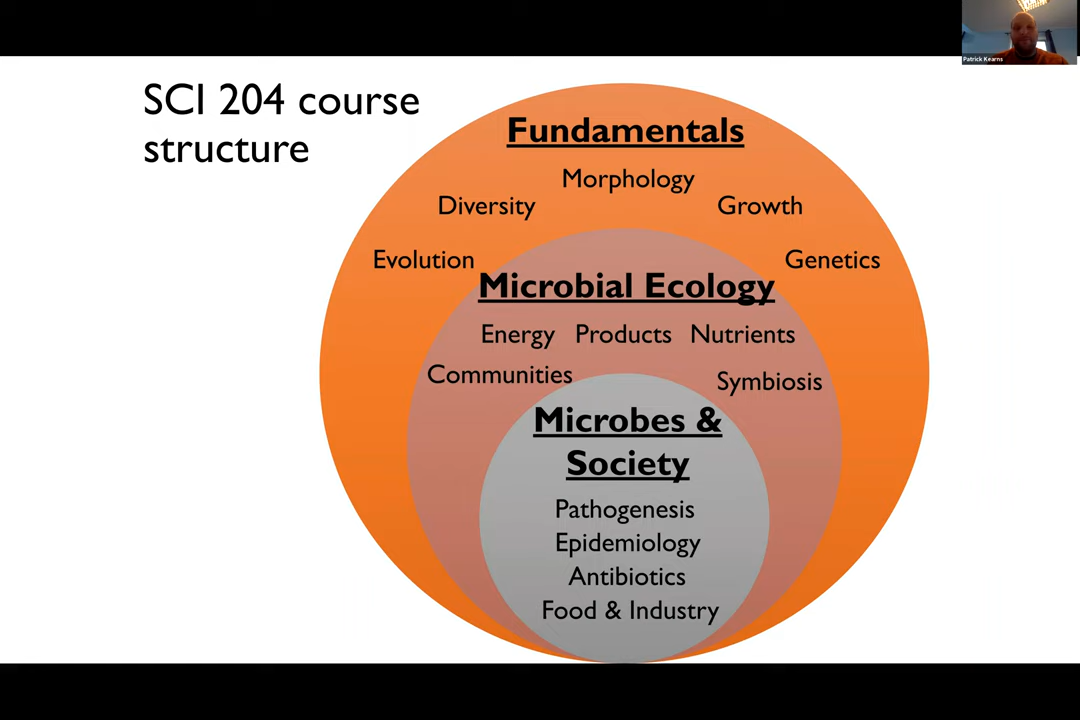 Patrick Kearns
SCI 204 course
structure
Fundamentals
Morphology
Diversity
Growth
Evolution
Genetics
Microbial Ecology
Energy Products Nutrients
Communities
Symbiosis
Microbes &
Society
Pathogenesis
Epidemiology
Antibiotics
Food & Industry